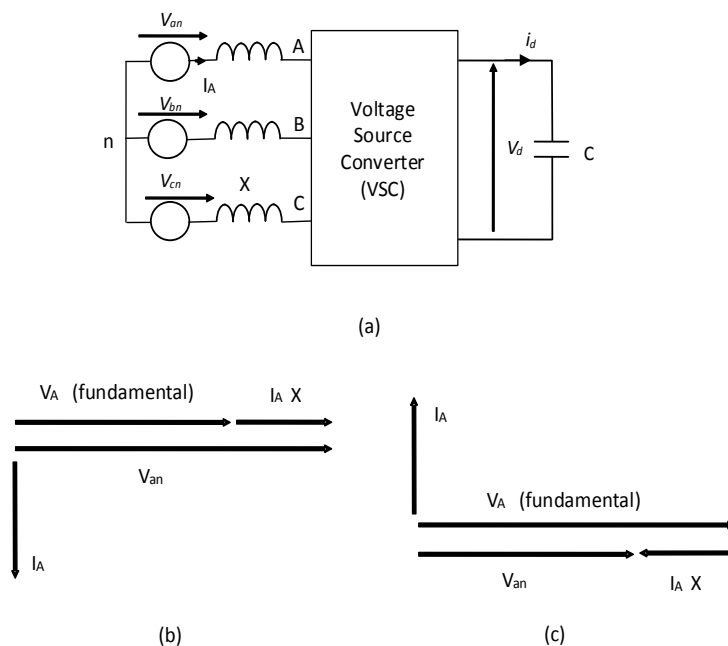 Van
A
id
IA
Vbn
B
Voltage
Source
Converter
(VSC)
n
Vd
C
Vcn
X
C
(a)
VA (fundamental)
IA X
Van
IA
(b)
IA
VA (fundamental)
Van
IA X
(c)